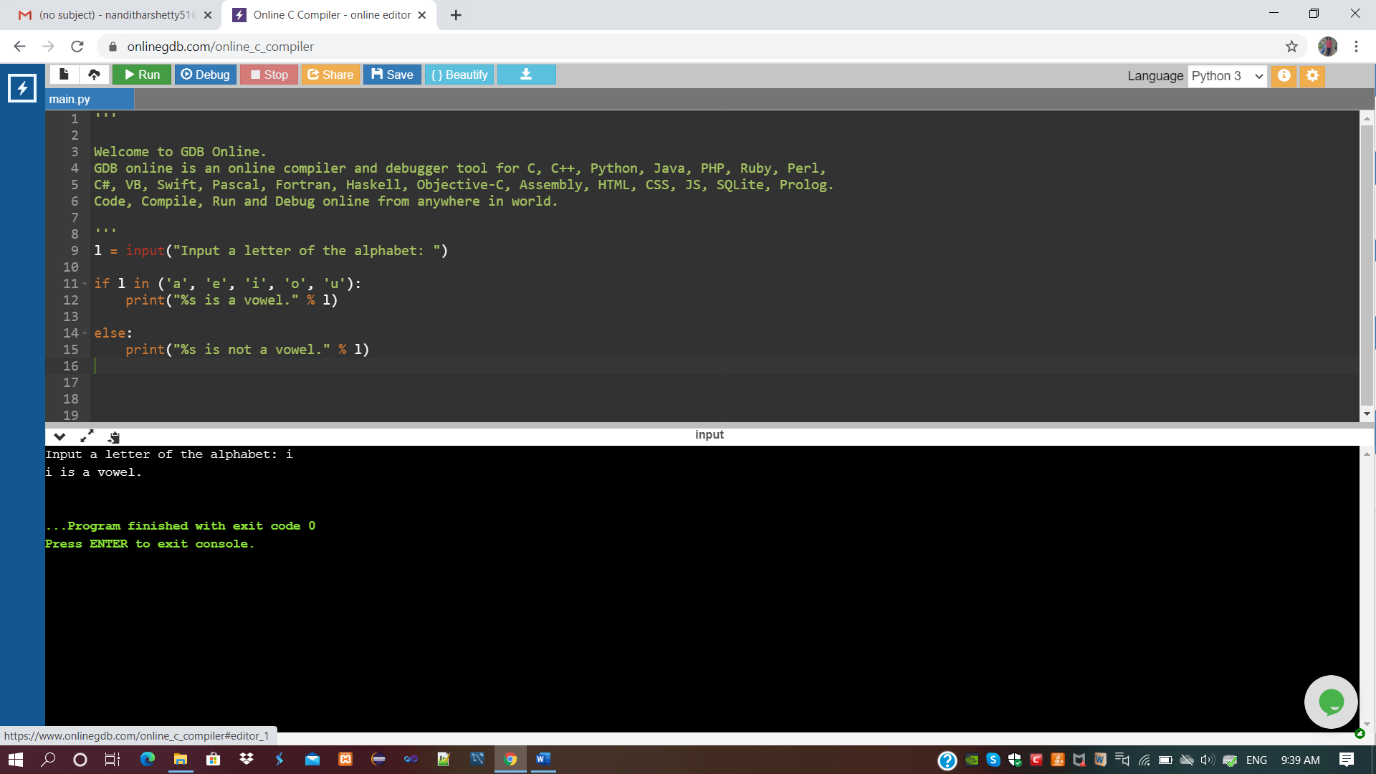 (no subject) - nanditharshetty516
Online C Compiler - online editor
onlinegdb.com/online_c_compiler
Run Debug Stop Share Save { } Beautify Language Python 3
main.py
1 '''
2
3 Welcome to GDB Online.
4 GDB online is an online compiler and debugger tool for C, C++, Python, Java, PHP, Ruby, Perl,
5 C#, VB, Swift, Pascal, Fortran, Haskell, Objective-C, Assembly, HTML, CSS, JS, SQLite, Prolog.
6 Code, Compile, Run and Debug online from anywhere in world.
7
8 '''
9 l = input("Input a letter of the alphabet: ")
10
11 if l in ('a', 'e', 'i', 'o', 'u'):
12     print("%s is a vowel." % l)
13
14 else:
15     print("%s is not a vowel." % l)
16
17
18
19
input
Input a letter of the alphabet: i
i is a vowel.
...Program finished with exit code 0
Press ENTER to exit console.
https://www.onlinegdb.com/online_c_compiler#editor_1
ENG 9:39 AM